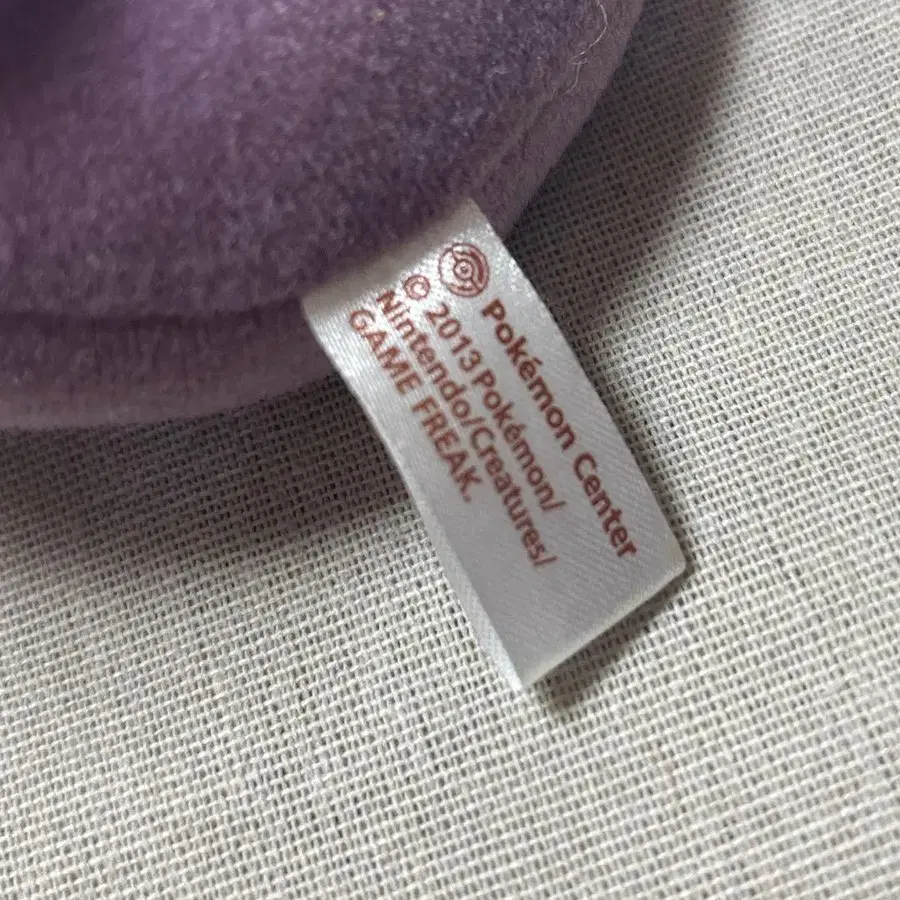 Pokémon Center
© 2013 Pokémon/
Nintendo/Creatures/
GAME FREAK.